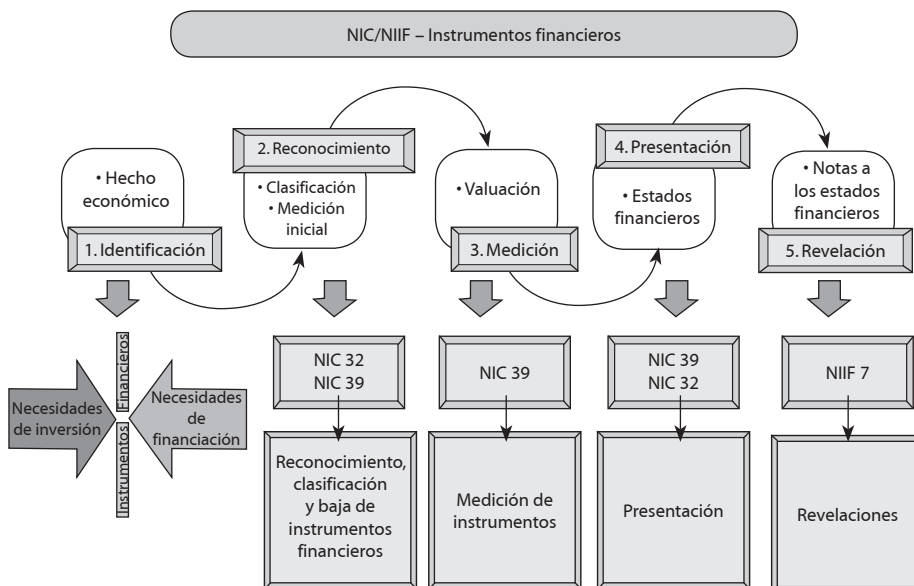 NIC/NIIF – Instrumentos financieros
• Hecho
económico
1. Identificación
2. Reconocimiento
• Clasificación
• Medición
inicial
• Valuación
3. Medición
4. Presentación
• Estados
financieros
• Notas a
los estados
financieros
5. Revelación
Necesidades
de inversión
Instrumentos
Financieros
Necesidades
de
financiación
NIC 32
NIC 39
NIC 39
NIC 39
NIC 32
NIIF 7
Reconocimiento,
clasificación
y baja de
instrumentos
financieros
Medición de
instrumentos
Presentación
Revelaciones